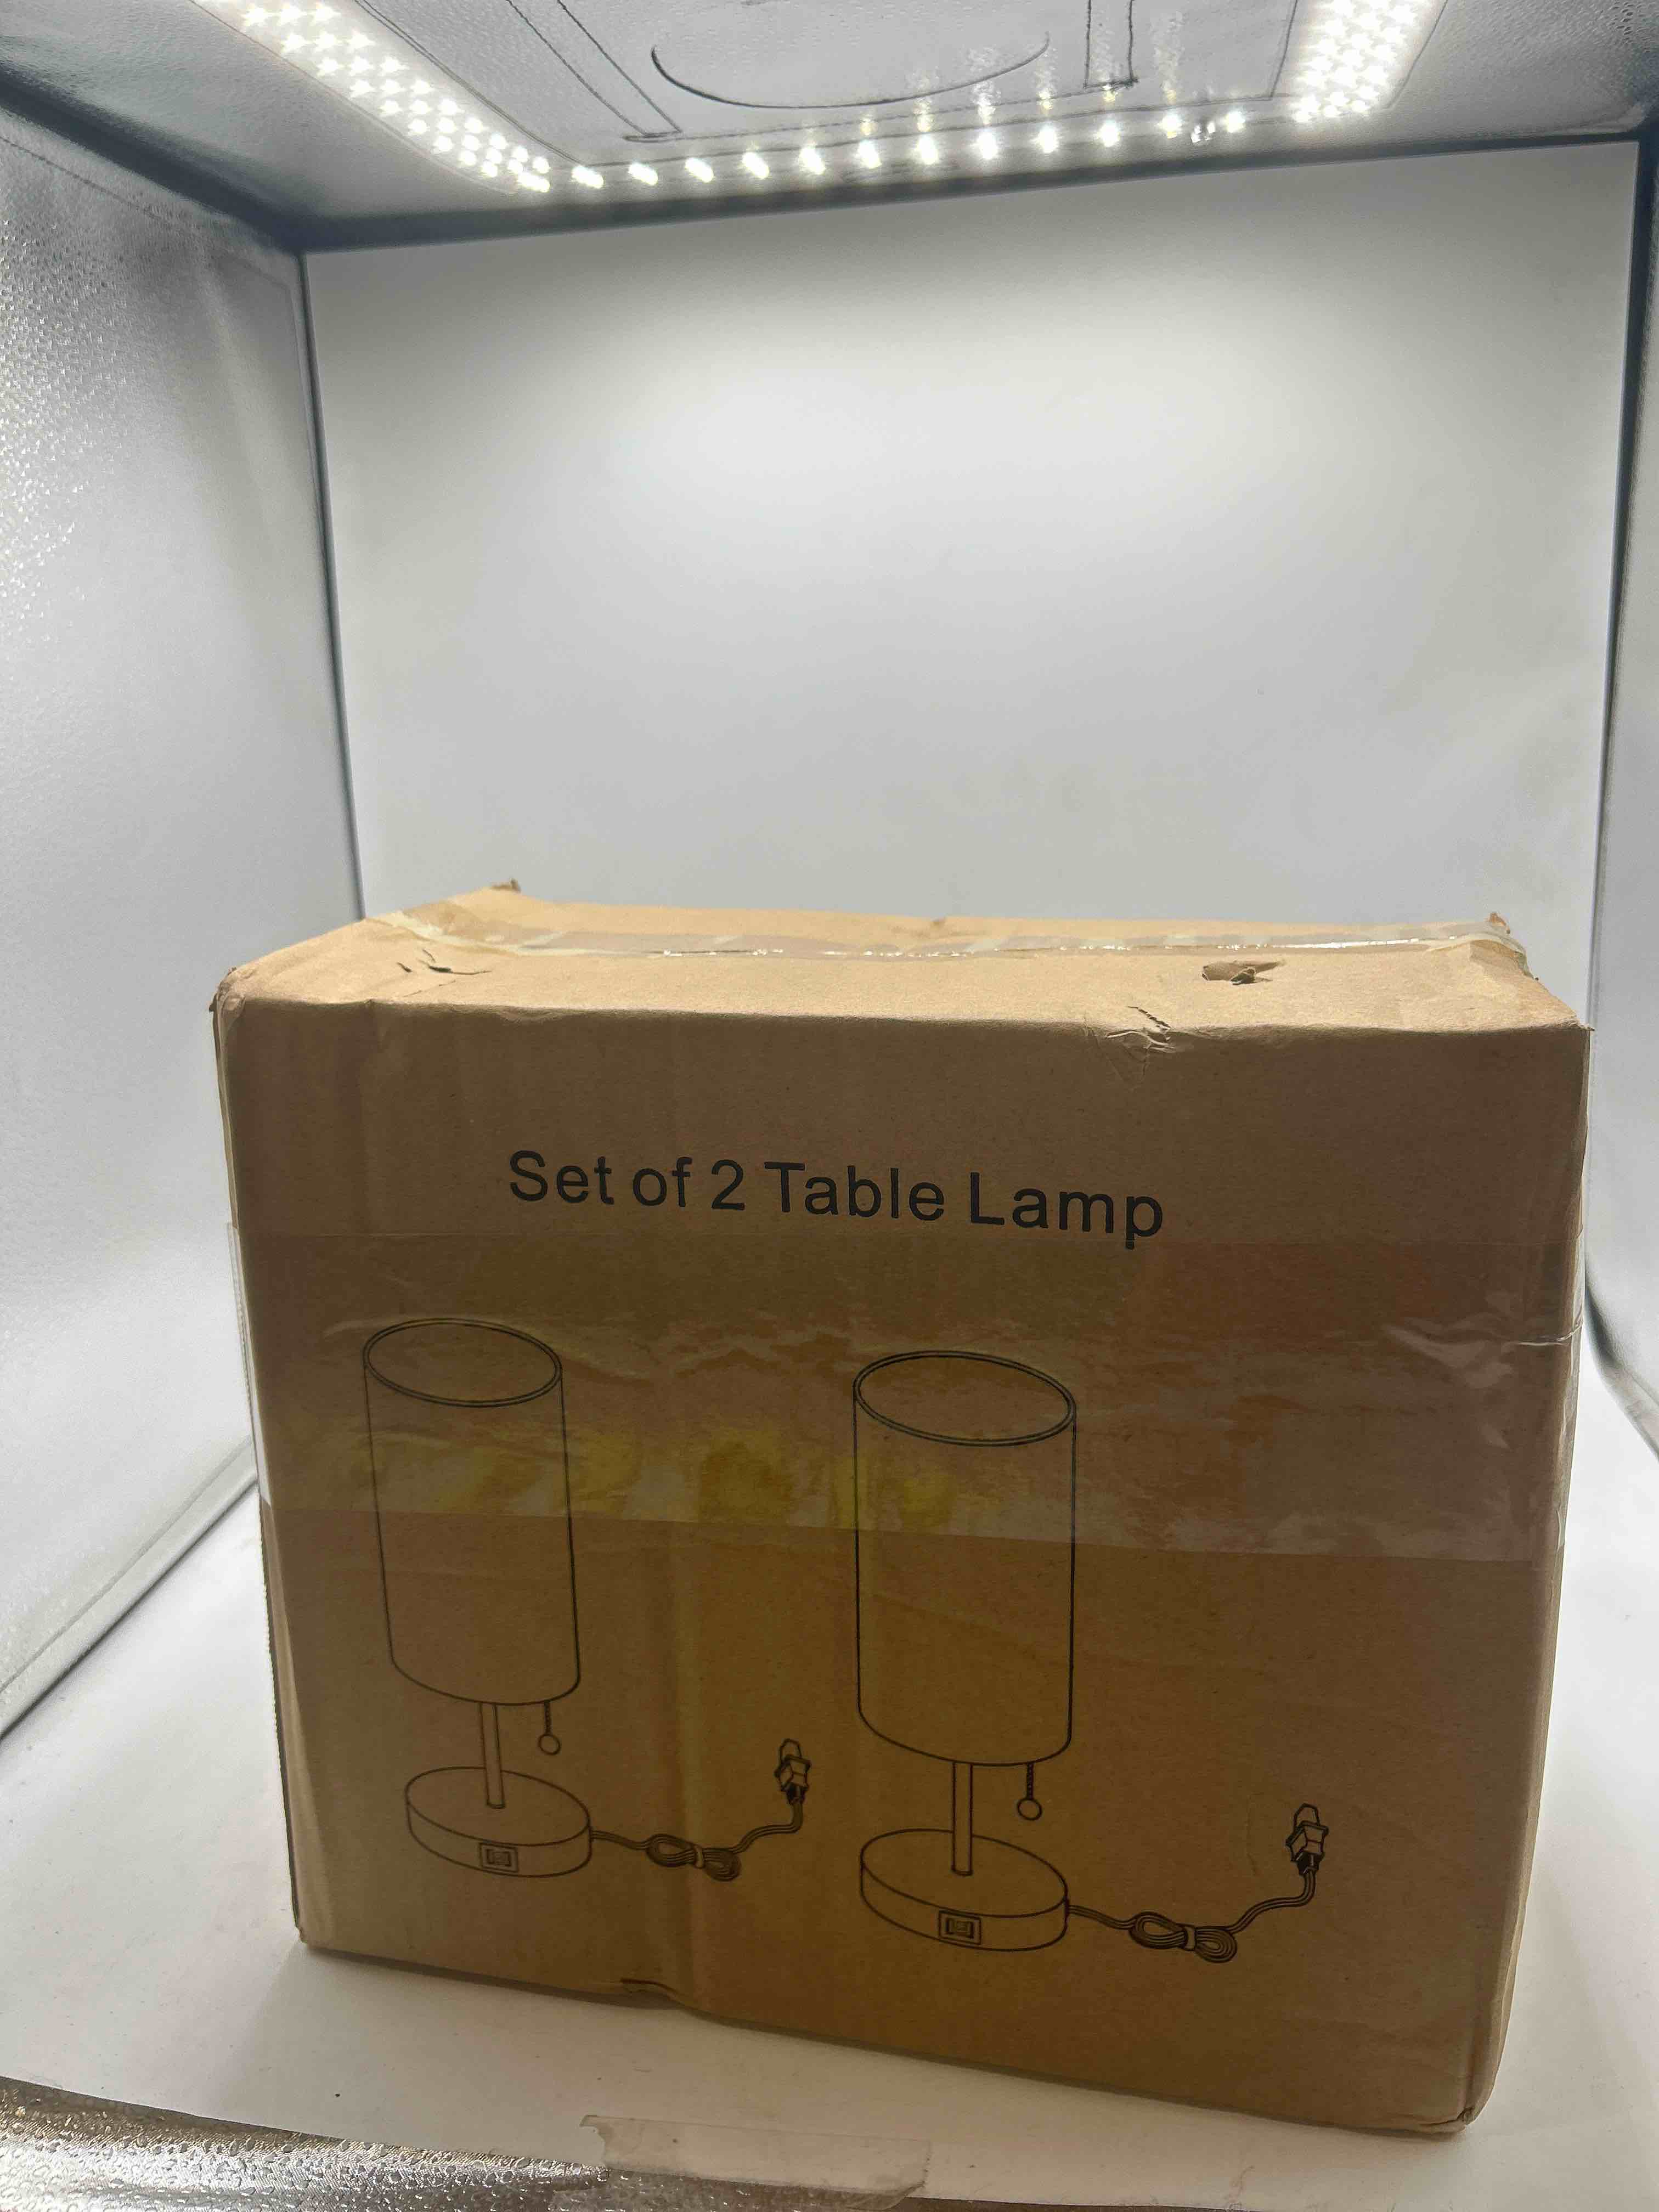 Set of 2 Table Lamp